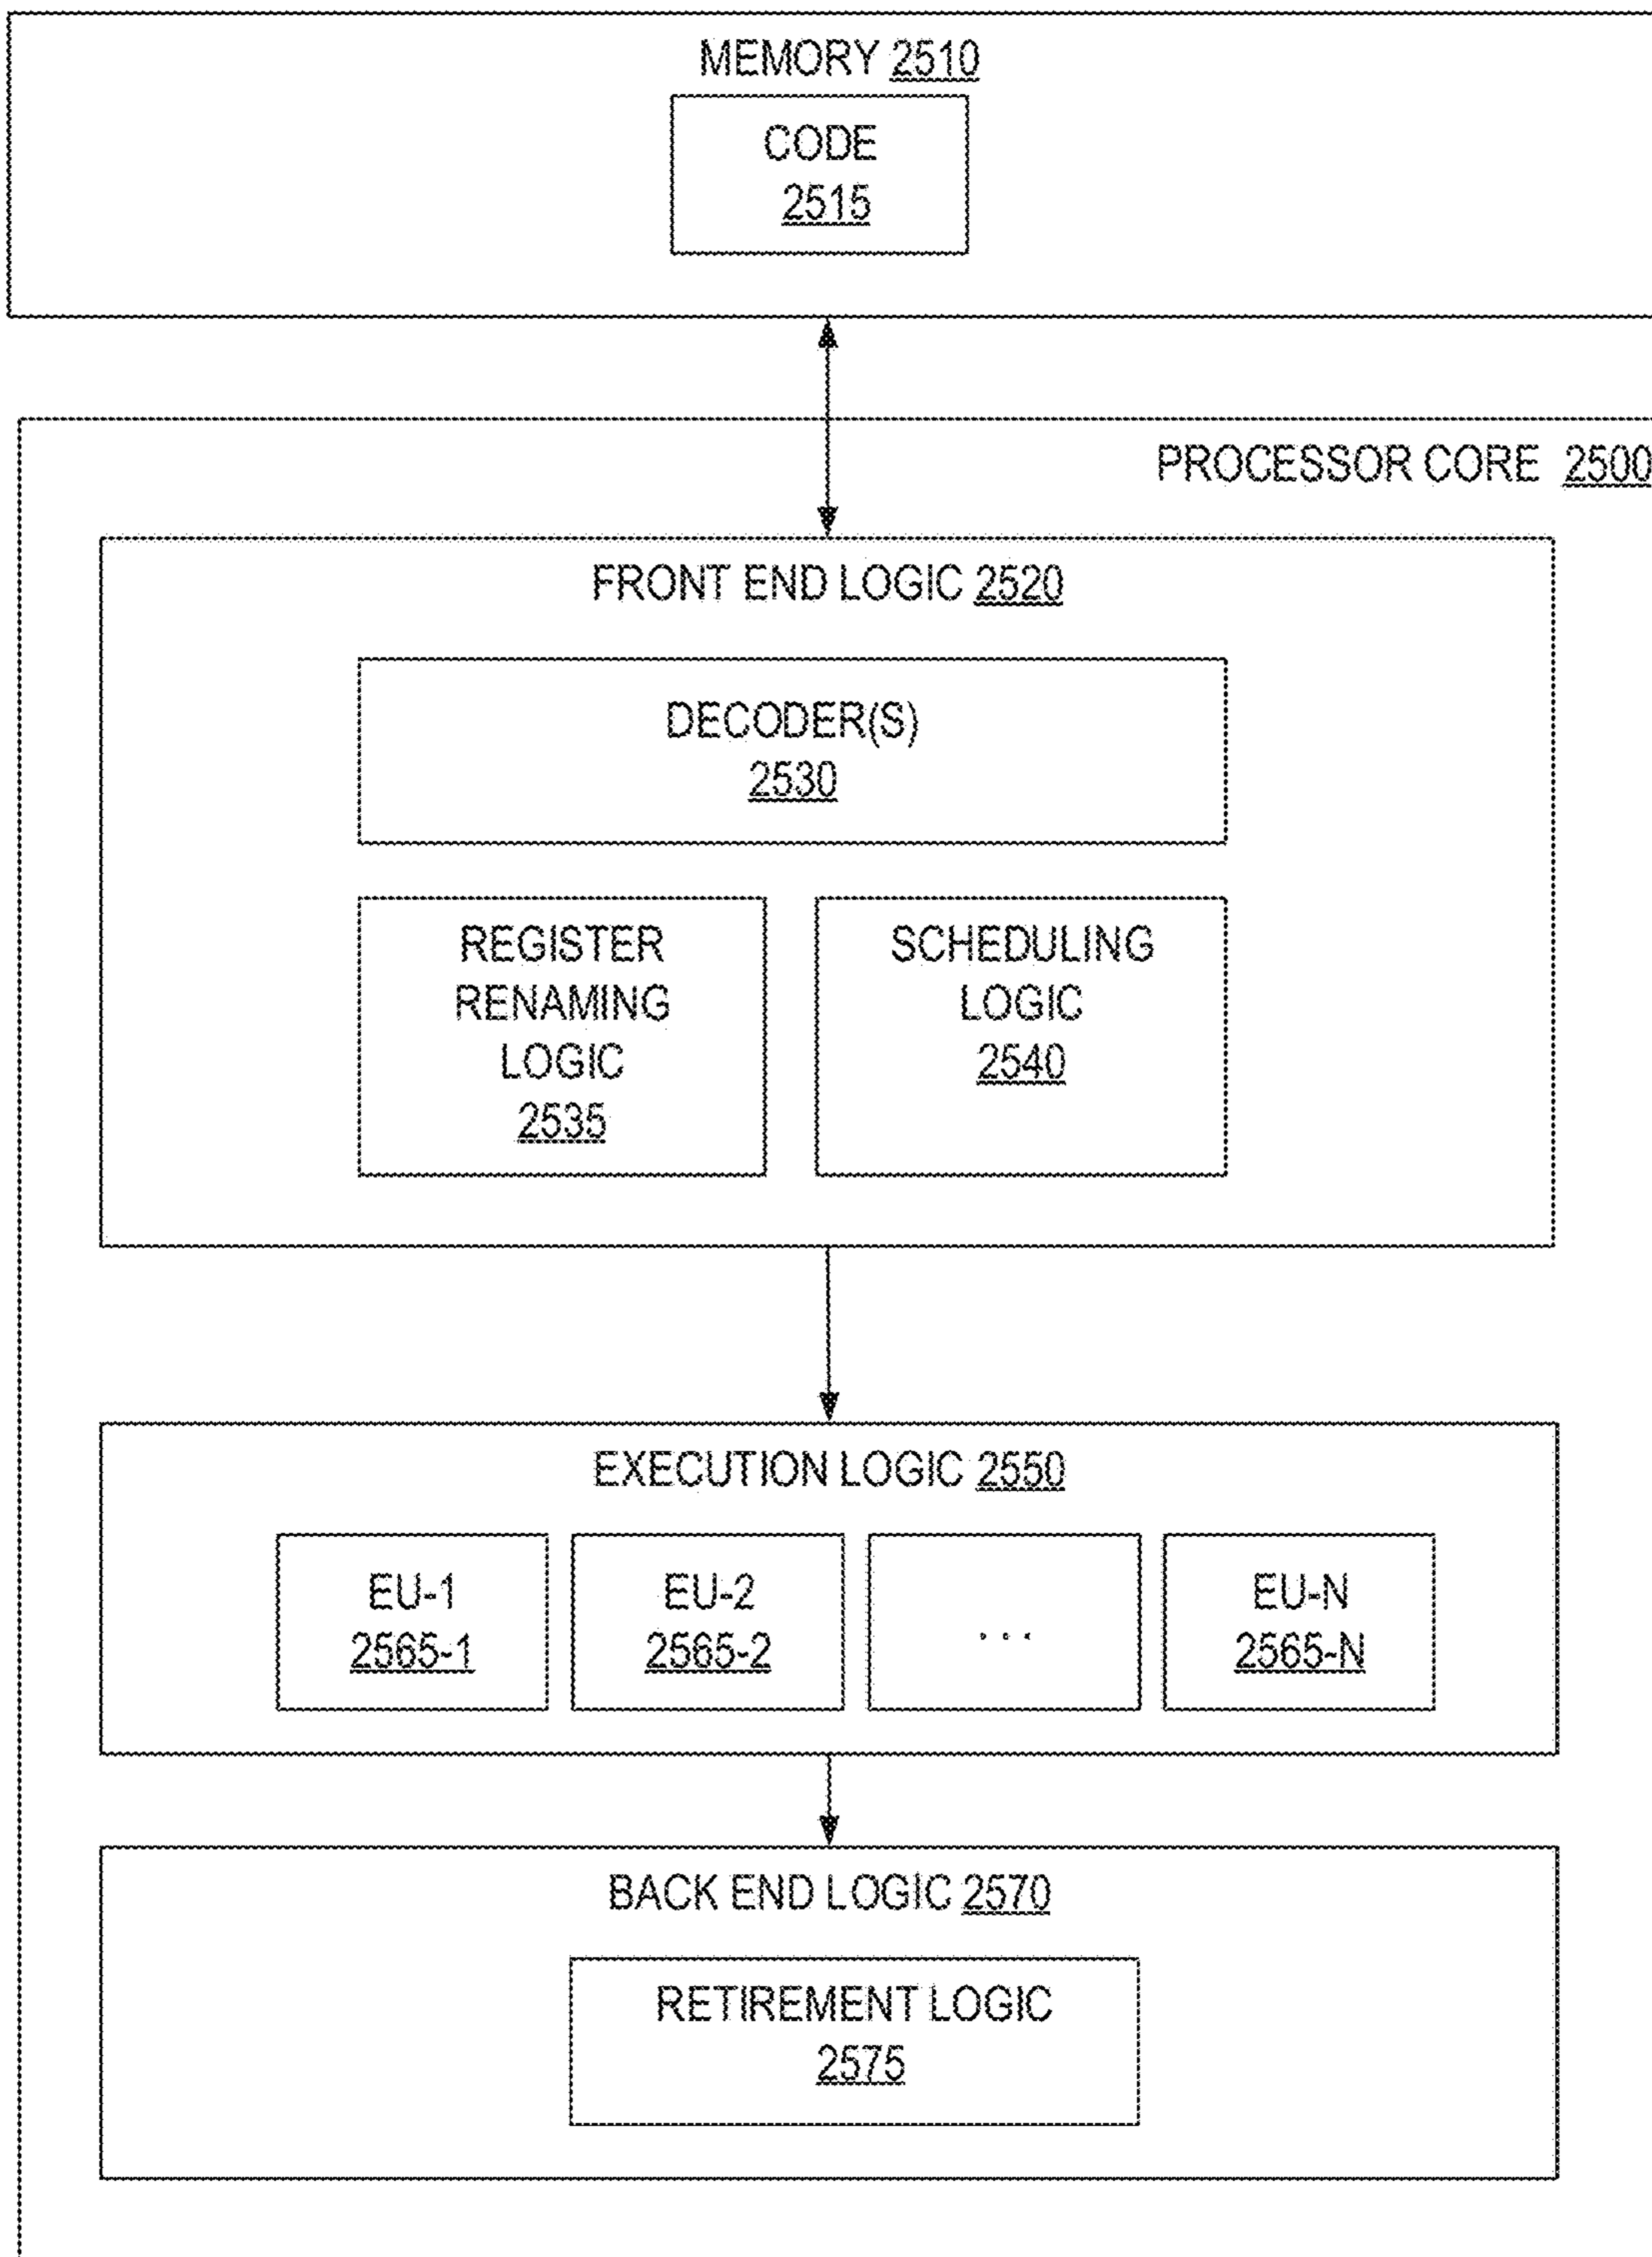 MEMORY 2510
CODE
2515
PROCESSOR CORE 2500
FRONT END LOGIC 2520
DECODER(S)
2530
REGISTER
RENAMING
LOGIC
2535
SCHEDULING
LOGIC
2540
EXECUTION LOGIC 2550
EU-1
2565-1
EU-2
2565-2
...
EU-N
2565-N
BACK END LOGIC 2570
RETIREMENT LOGIC
2575